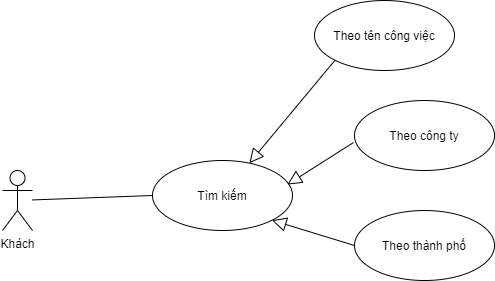 Theo tên công việc
Theo công ty
Tìm kiếm
Khách
Theo thành phố